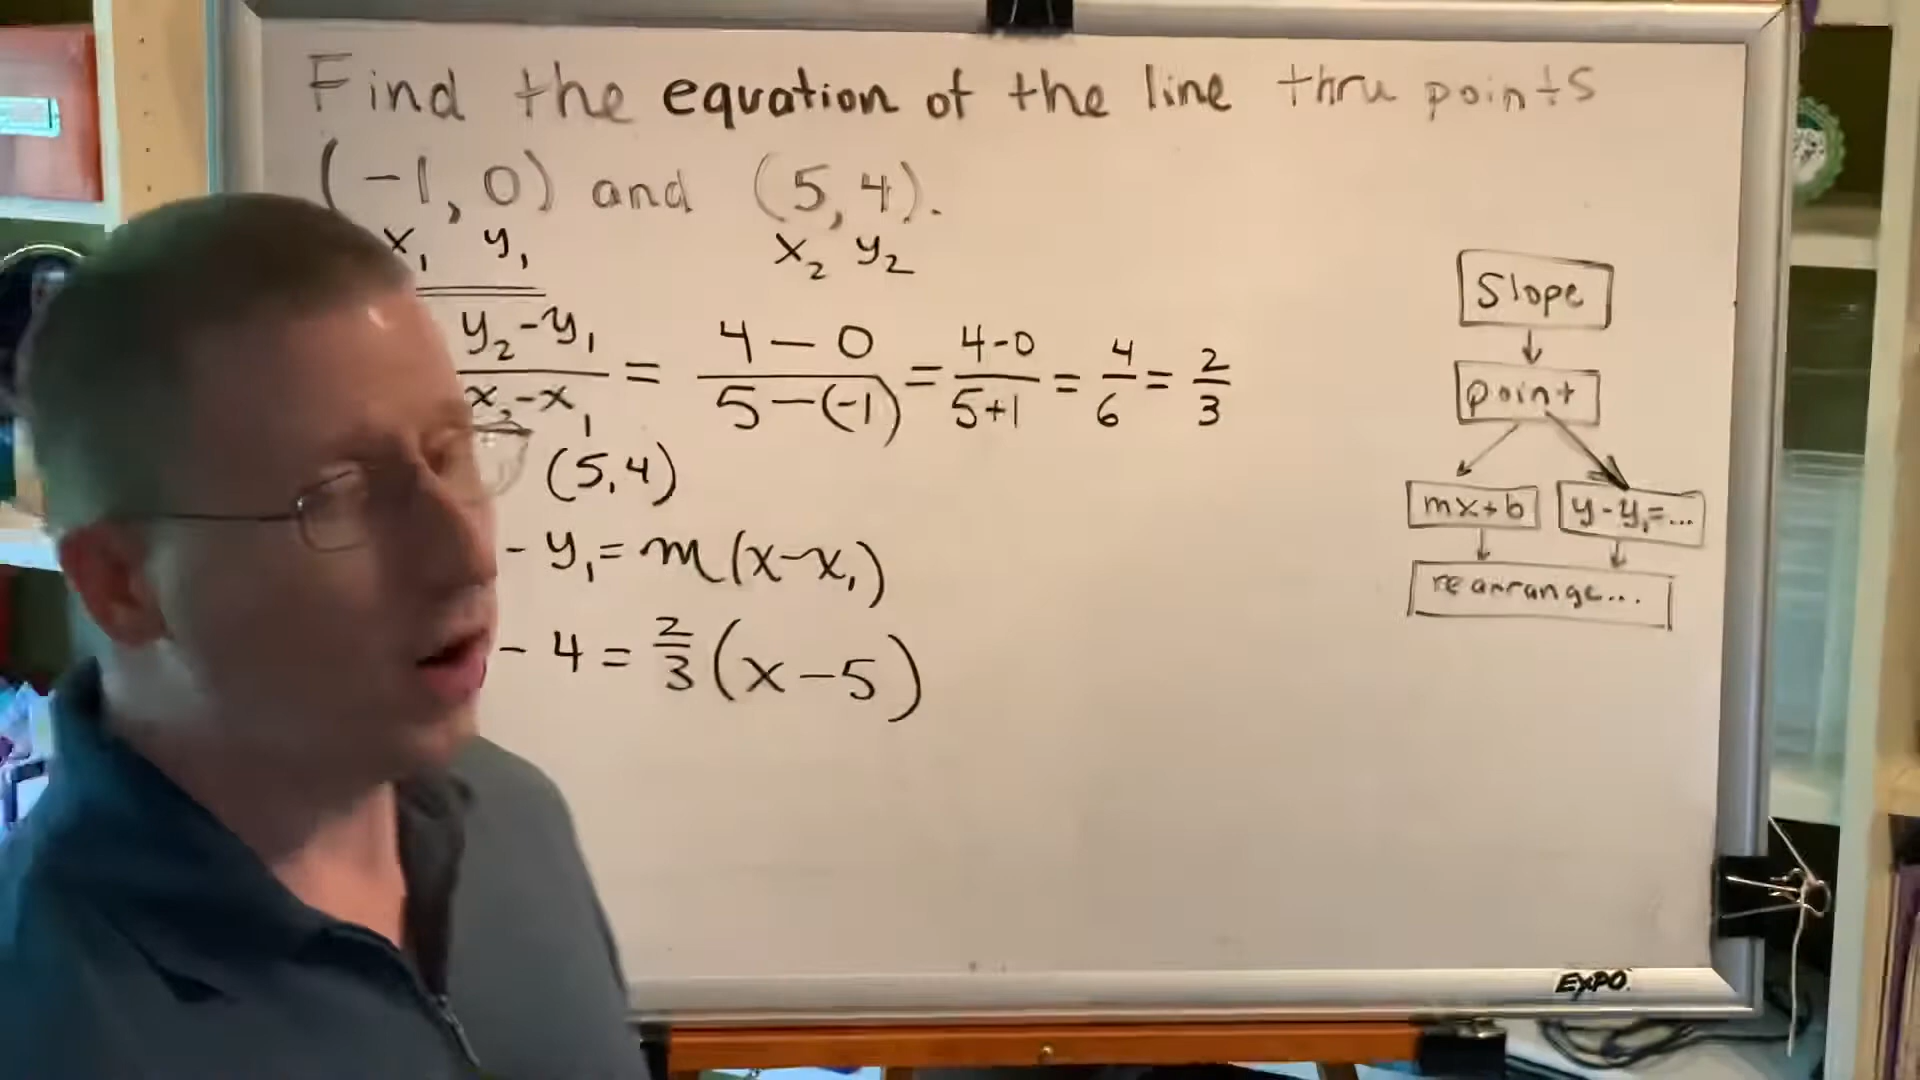 Find the equation of the line thru points
(-1, 0) and (5, 4).
x₁ y₁ x₂ y₂
y₂-y₁ / x₂-x₁ = 4-0 / 5-(-1) = 4-0 / 5+1 = 4/6 = 2/3
(5,4)
- y₁ = m(x-x₁)
- 4 = 2/3 (x-5)
Slope
point
mx+b
y-y₁=...
rearrange...
EXPO